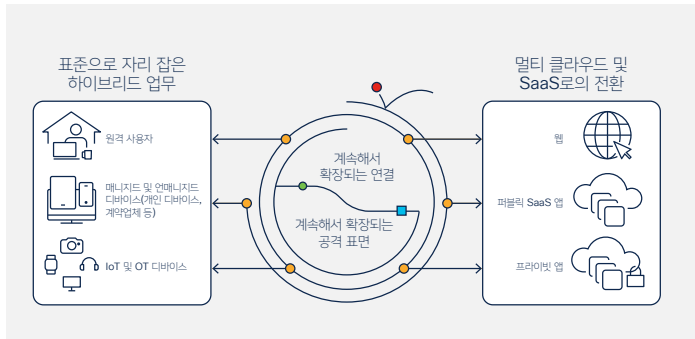 표준으로 자리 잡은
하이브리드 업무
원격 사용자
매니지드 및 언매니지드
디바이스(개인 디바이스,
계약업체 등)
IoT 및 OT 디바이스
계속해서
확장되는 연결
계속해서 확장되는
공격 표면
멀티 클라우드 및
SaaS로의 전환
웹
퍼블릭 SaaS 앱
프라이빗 앱